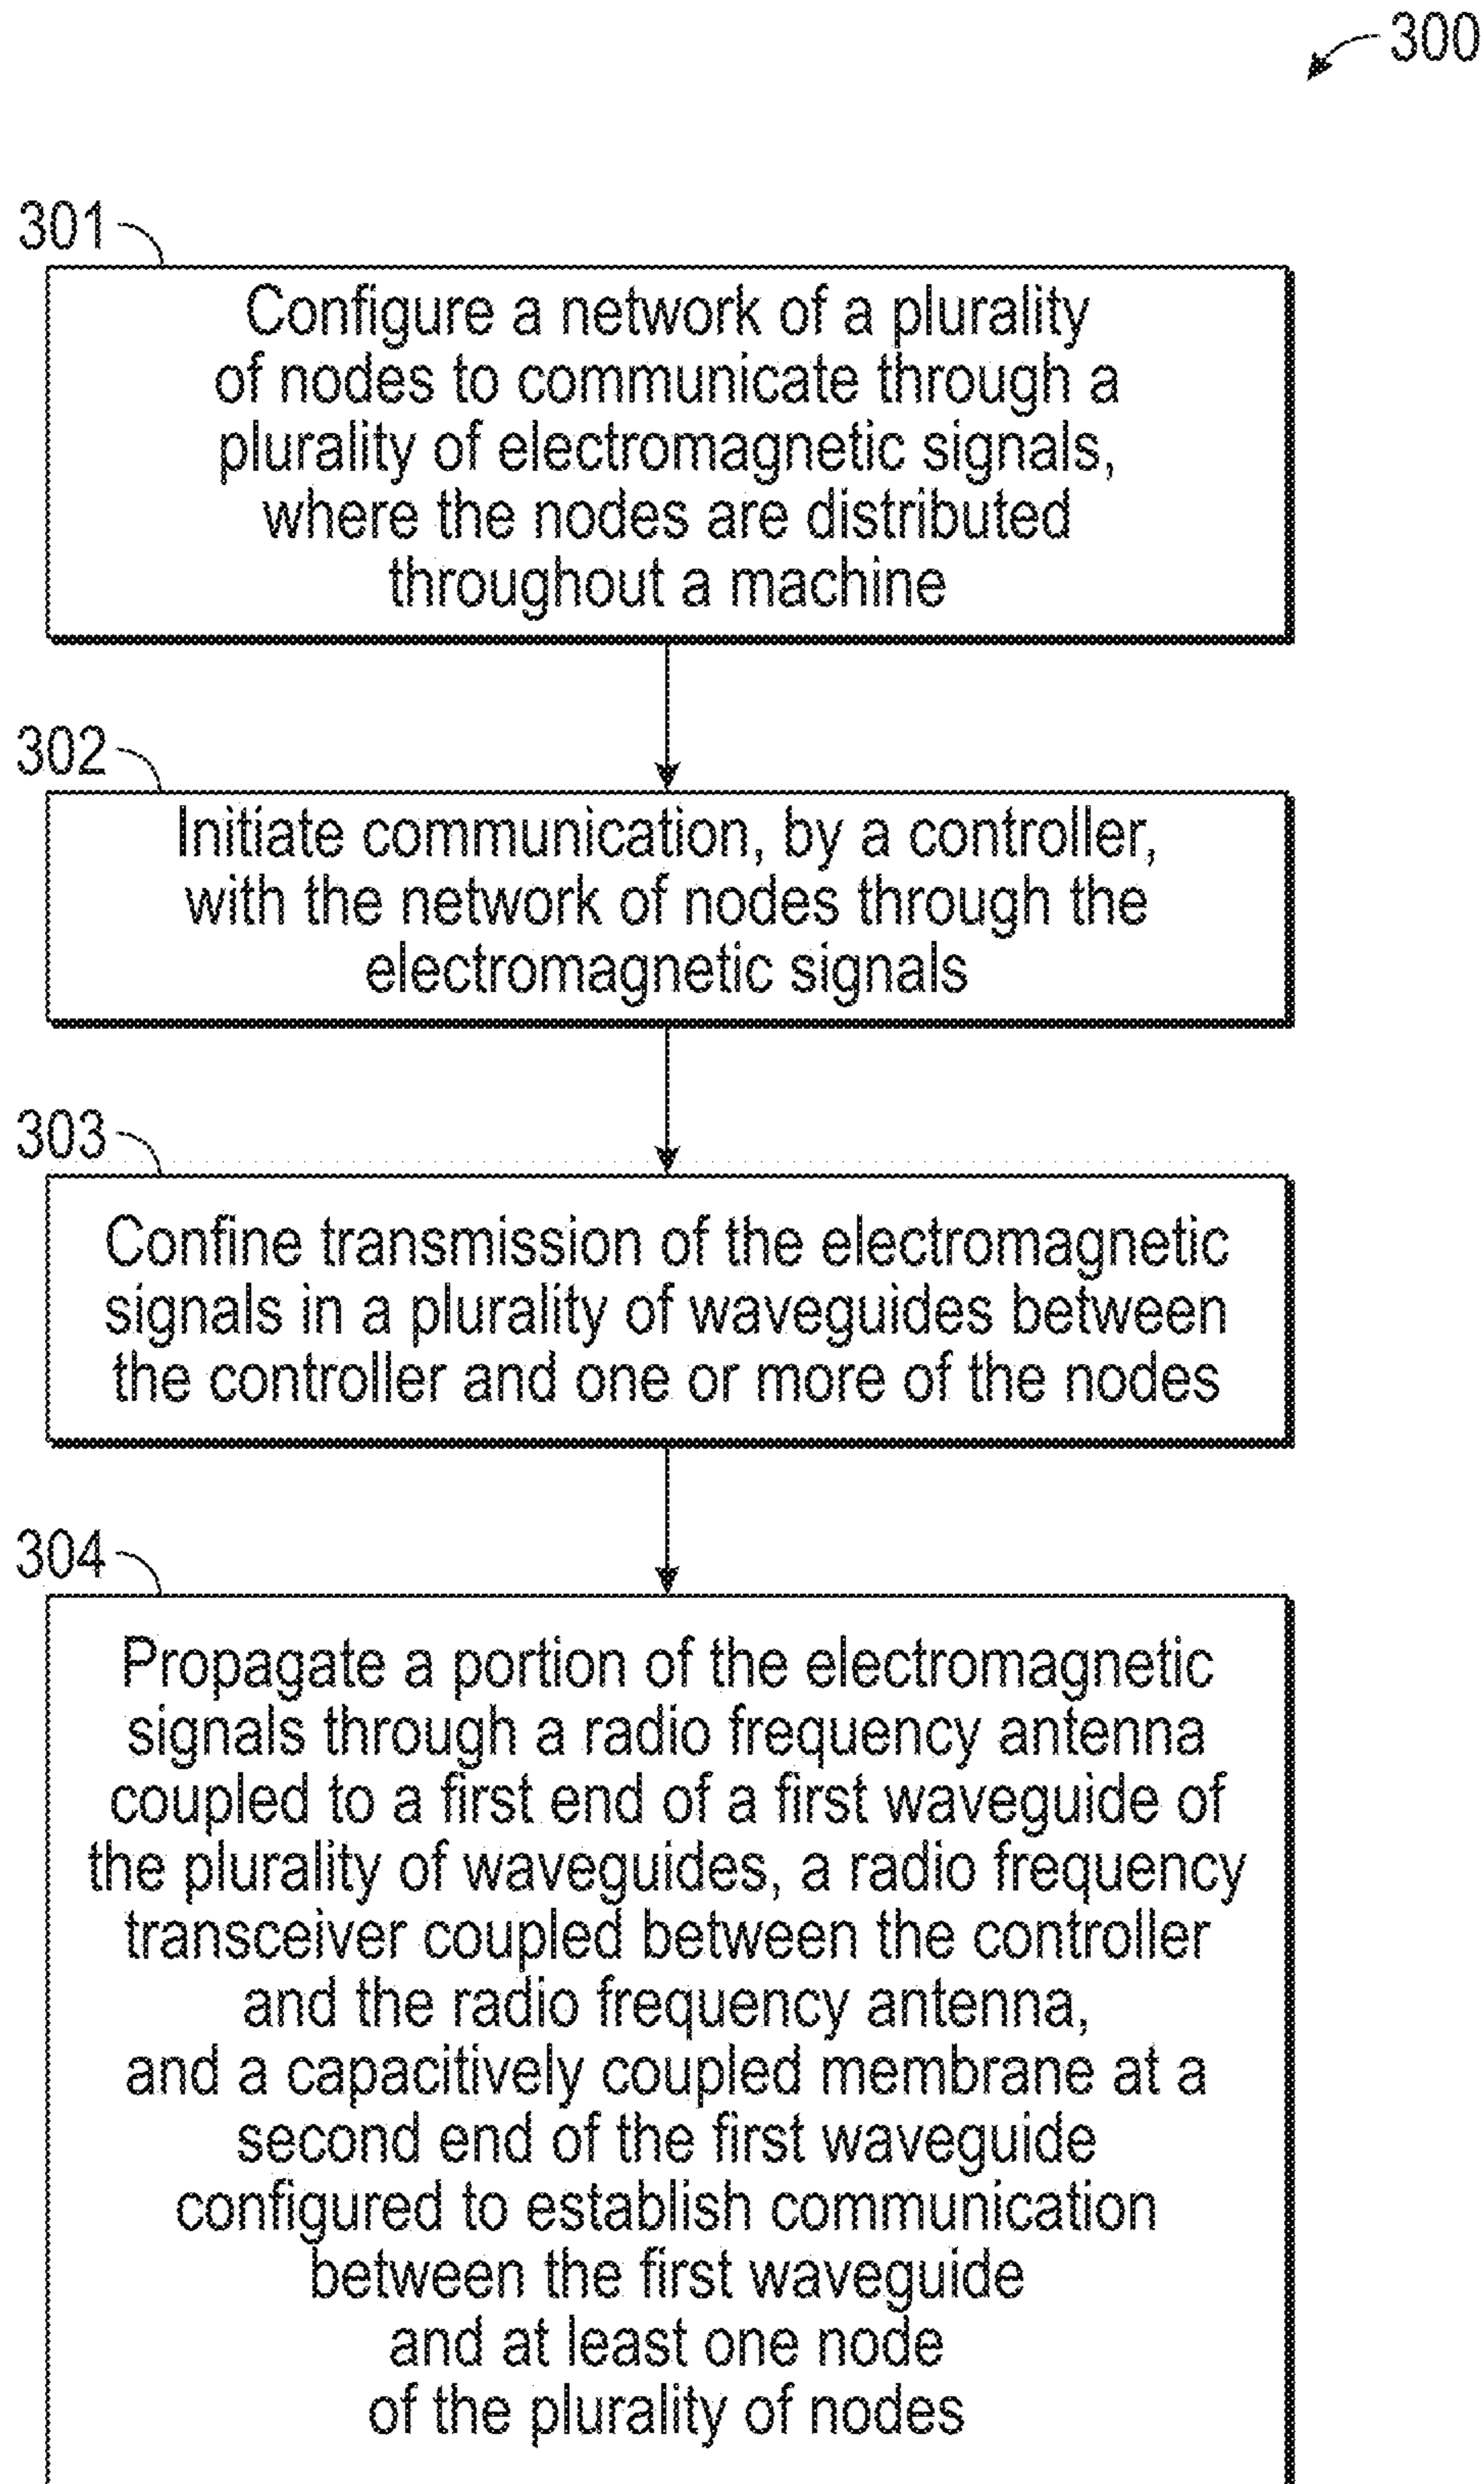 300
301
Configure a network of a plurality
of nodes to communicate through a
plurality of electromagnetic signals,
where the nodes are distributed
throughout a machine
302
Initiate communication, by a controller,
with the network of nodes through the
electromagnetic signals
303
Confine transmission of the electromagnetic
signals in a plurality of waveguides between
the controller and one or more of the nodes
304
Propagate a portion of the electromagnetic
signals through a radio frequency antenna
coupled to a first end of a first waveguide of
the plurality of waveguides, a radio frequency
transceiver coupled between the controller
and the radio frequency antenna,
and a capacitively coupled membrane at a
second end of the first waveguide
configured to establish communication
between the first waveguide
and at least one node
of the plurality of nodes